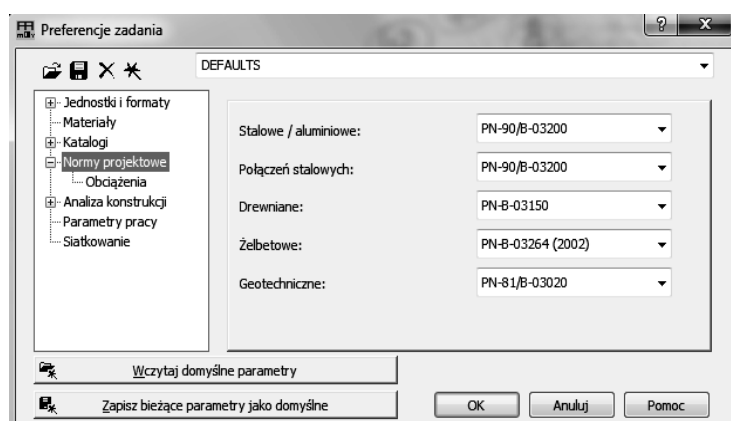 Preferencje zadania
DEFAULTS
Jednostki i formaty
Materiały
Katalogi
Normy projektowe
Obciążenia
Analiza konstrukcji
Parametry pracy
Siatkowanie
Stalowe / aluminiowe: PN-90/B-03200
Połączeń stalowych: PN-90/B-03200
Drewniane: PN-B-03150
Żelbetowe: PN-B-03264 (2002)
Geotechniczne: PN-81/B-03020
Wczytaj domyślne parametry
Zapisz bieżące parametry jako domyślne
OK Anuluj Pomoc